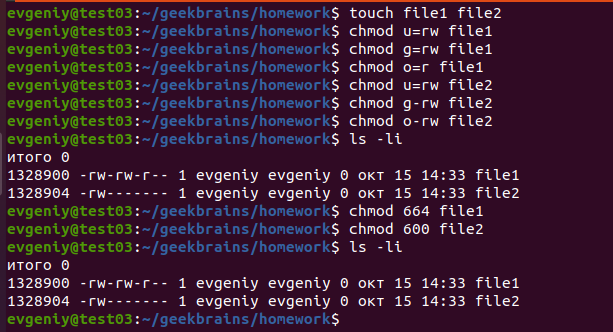 evgeniy@test03:~/geekbrains/homework$ touch file1 file2
evgeniy@test03:~/geekbrains/homework$ chmod u=rw file1
evgeniy@test03:~/geekbrains/homework$ chmod g=rw file1
evgeniy@test03:~/geekbrains/homework$ chmod o=r file1
evgeniy@test03:~/geekbrains/homework$ chmod u=rw file2
evgeniy@test03:~/geekbrains/homework$ chmod g-rw file2
evgeniy@test03:~/geekbrains/homework$ chmod o-rw file2
evgeniy@test03:~/geekbrains/homework$ ls -li
итого 0
1328900 -rw-rw-r-- 1 evgeniy evgeniy 0 окт 15 14:33 file1
1328904 -rw------- 1 evgeniy evgeniy 0 окт 15 14:33 file2
evgeniy@test03:~/geekbrains/homework$ chmod 664 file1
evgeniy@test03:~/geekbrains/homework$ chmod 600 file2
evgeniy@test03:~/geekbrains/homework$ ls -li
итого 0
1328900 -rw-rw-r-- 1 evgeniy evgeniy 0 окт 15 14:33 file1
1328904 -rw------- 1 evgeniy evgeniy 0 окт 15 14:33 file2
evgeniy@test03:~/geekbrains/homework$